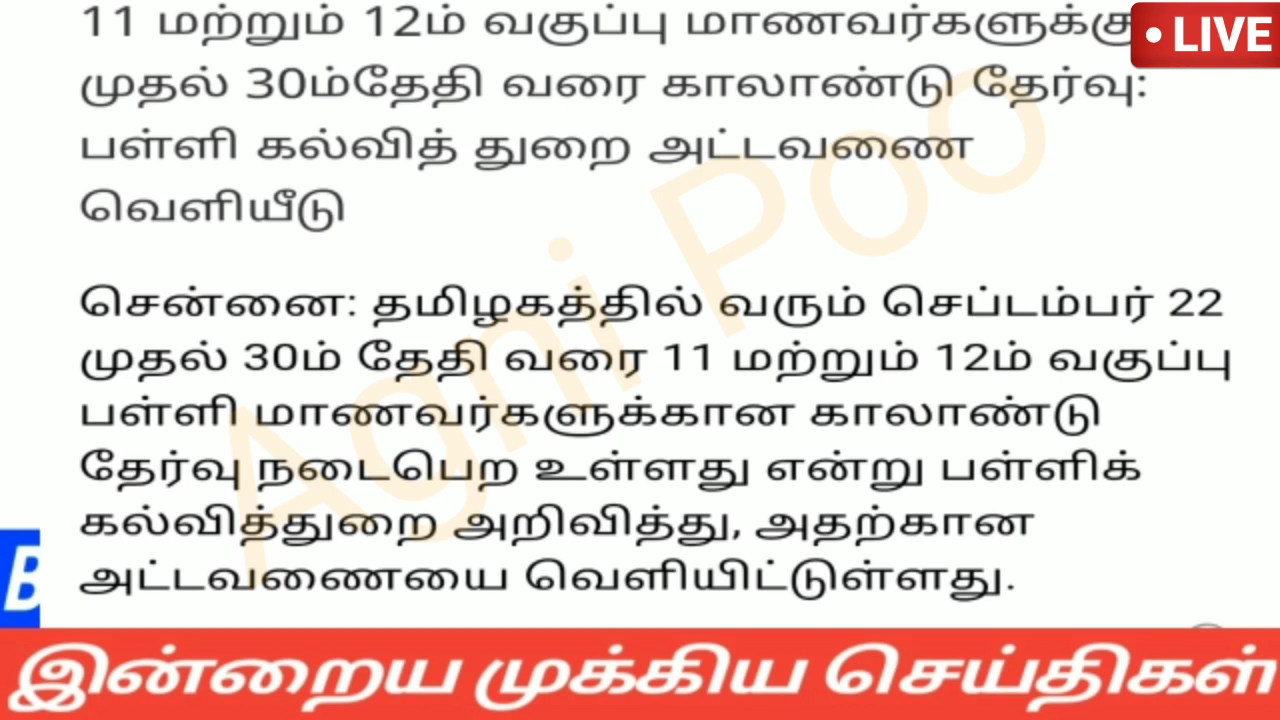 11 மற்றும் 12ம் வகுப்பு மாணவர்களுக்கு
• LIVE
முதல் 30ம்தேதி வரை காலாண்டு தேர்வு:
பள்ளி கல்வித் துறை அட்டவணை
வெளியீடு
Agni Poo
சென்னை: தமிழகத்தில் வரும் செப்டம்பர் 22
முதல் 30ம் தேதி வரை 11 மற்றும் 12ம் வகுப்பு
பள்ளி மாணவர்களுக்கான காலாண்டு
தேர்வு நடைபெற உள்ளது என்று பள்ளிக்
கல்வித்துறை அறிவித்து, அதற்கான
அட்டவணையை வெளியிட்டுள்ளது.
B
இன்றைய முக்கிய செய்திகள்